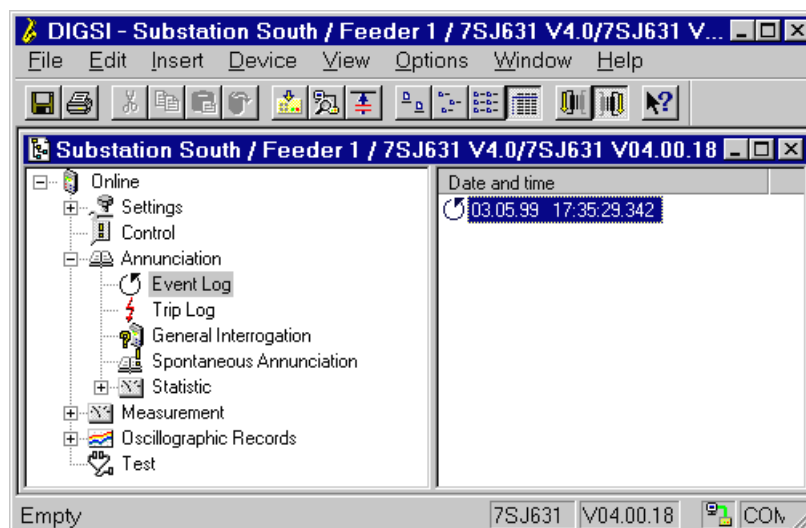 DIGSI - Substation South / Feeder 1 / 7SJ631 V4.0/7SJ631 V...
File Edit Insert Device View Options Window Help
Substation South / Feeder 1 / 7SJ631 V4.0/7SJ631 V04.00.18
Online
Settings
Control
Annunciation
Event Log
Trip Log
General Interrogation
Spontaneous Annunciation
Statistic
Measurement
Oscillographic Records
Test
Date and time
03.05.99 17:35:29.342
Empty 7SJ631 V04.00.18